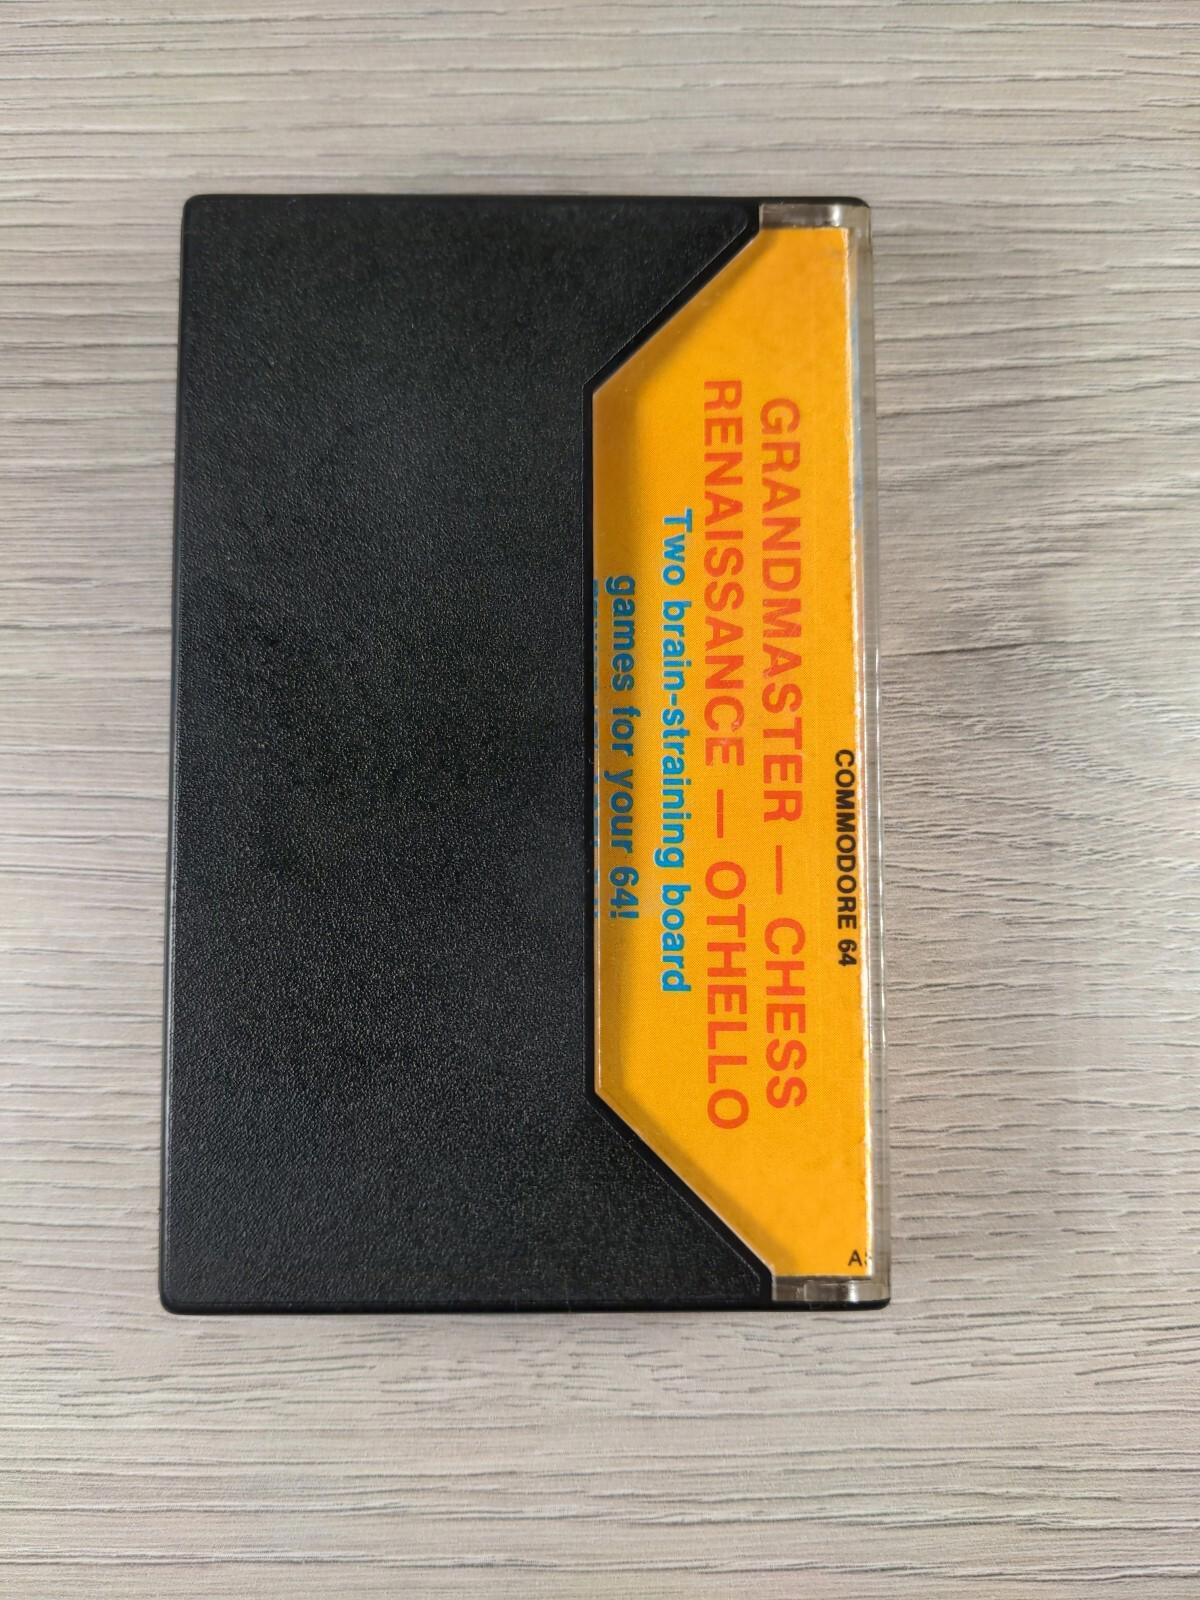 COMMODORE 64
GRANDMASTER — CHESS
RENAISSANCE — OTHELLO
Two brain-straining board
games for your 64!